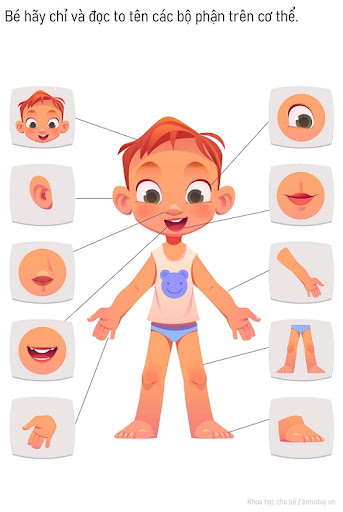 Bé hãy chỉ và đọc to tên các bộ phận trên cơ thể.
Khoa học cho bé / betuduy.vn